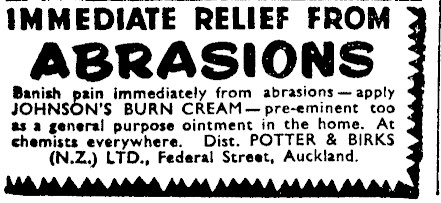 IMMEDIATE RELIEF FROM
ABRASIONS
Banish pain immediately from abrasions — apply
JOHNSON'S BURN CREAM — pre-eminent too
as a general purpose ointment in the home. At
chemists everywhere. Dist. POTTER & BIRKS
(N.Z.) LTD., Federal Street, Auckland.